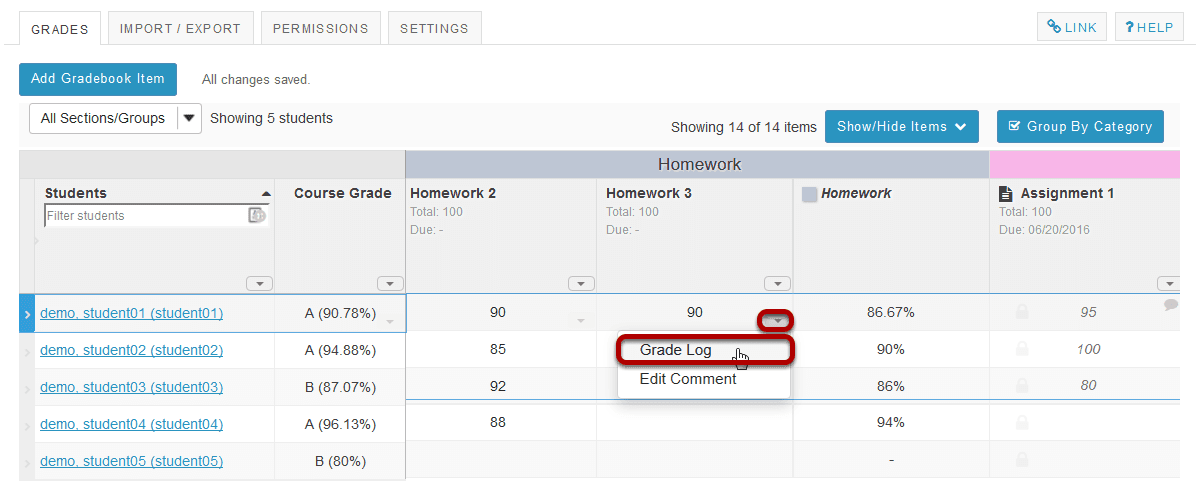 GRADES IMPORT / EXPORT PERMISSIONS SETTINGS LINK ?HELP
Add Gradebook Item All changes saved.
All Sections/Groups Showing 5 students Showing 14 of 14 items Show/Hide Items Group By Category
Homework
Students Course Grade Homework 2 Homework 3 Homework Assignment 1
Filter students Total: 100 Total: 100 Total: 100
Due: - Due: - Due: 06/20/2016
demo, student01 (student01) A (90.78%) 90 90 86.67% 95
demo, student02 (student02) A (94.88%) 85 Grade Log 90% 100
demo, student03 (student03) B (87.07%) 92 Edit Comment 86% 80
demo, student04 (student04) A (96.13%) 88 94%
demo, student05 (student05) B (80%) -